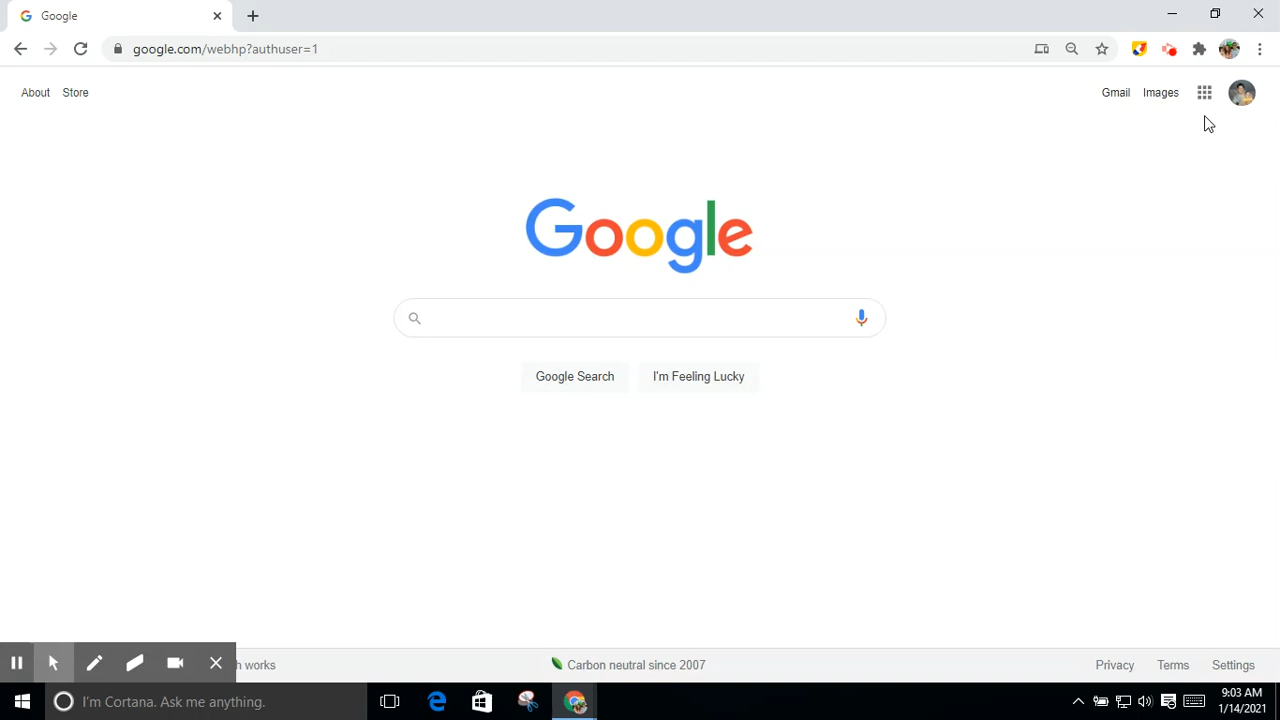 Google
google.com/webhp?authuser=1
About Store
Gmail Images
Google
Google Search
I'm Feeling Lucky
h works
Carbon neutral since 2007
Privacy Terms Settings
I'm Cortana. Ask me anything.
9:03 AM
1/14/2021